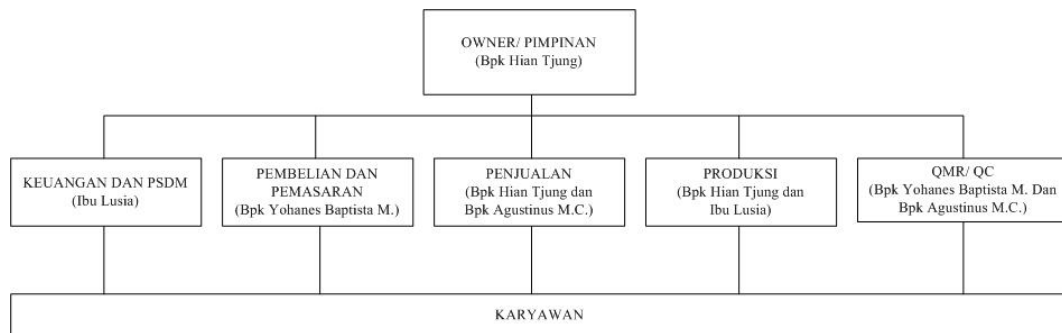 OWNER/ PIMPINAN
(Bpk Hian Tjung)
KEUANGAN DAN PSDM
(Ibu Lusia)
PEMBELIAN DAN
PEMASARAN
(Bpk Yohanes Baptista M.)
PENJUALAN
(Bpk Hian Tjung dan
Bpk Agustinus M.C.)
PRODUKSI
(Bpk Hian Tjung dan
Ibu Lusia)
QMR/ QC
(Bpk Yohanes Baptista M. Dan
Bpk Agustinus M.C.)
KARYAWAN